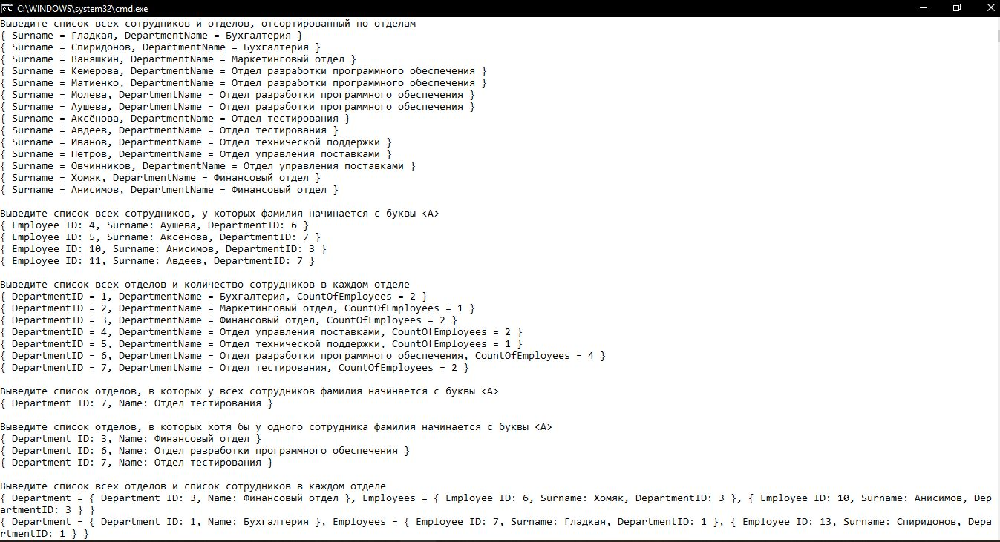 C:\WINDOWS\system32\cmd.exe
Выведите список всех сотрудников и отделов, отсортированный по отделам
{ Surname = Гладкая, DepartmentName = Бухгалтерия }
{ Surname = Спиридонов, DepartmentName = Бухгалтерия }
{ Surname = Ваняшкин, DepartmentName = Маркетинговый отдел }
{ Surname = Кемерова, DepartmentName = Отдел разработки программного обеспечения }
{ Surname = Матиенко, DepartmentName = Отдел разработки программного обеспечения }
{ Surname = Молева, DepartmentName = Отдел разработки программного обеспечения }
{ Surname = Аушева, DepartmentName = Отдел разработки программного обеспечения }
{ Surname = Аксёнова, DepartmentName = Отдел тестирования }
{ Surname = Авдеев, DepartmentName = Отдел тестирования }
{ Surname = Иванов, DepartmentName = Отдел технической поддержки }
{ Surname = Петров, DepartmentName = Отдел управления поставками }
{ Surname = Овчинников, DepartmentName = Отдел управления поставками }
{ Surname = Хомяк, DepartmentName = Финансовый отдел }
{ Surname = Анисимов, DepartmentName = Финансовый отдел }
Выведите список всех сотрудников, у которых фамилия начинается с буквы <А>
{ Employee ID: 4, Surname: Аушева, DepartmentID: 6 }
{ Employee ID: 5, Surname: Аксёнова, DepartmentID: 7 }
{ Employee ID: 10, Surname: Анисимов, DepartmentID: 3 }
{ Employee ID: 11, Surname: Авдеев, DepartmentID: 7 }
Выведите список всех отделов и количество сотрудников в каждом отделе
{ DepartmentID = 1, DepartmentName = Бухгалтерия, CountOfEmployees = 2 }
{ DepartmentID = 2, DepartmentName = Маркетинговый отдел, CountOfEmployees = 1 }
{ DepartmentID = 3, DepartmentName = Финансовый отдел, CountOfEmployees = 2 }
{ DepartmentID = 4, DepartmentName = Отдел управления поставками, CountOfEmployees = 2 }
{ DepartmentID = 5, DepartmentName = Отдел технической поддержки, CountOfEmployees = 1 }
{ DepartmentID = 6, DepartmentName = Отдел разработки программного обеспечения, CountOfEmployees = 4 }
{ DepartmentID = 7, DepartmentName = Отдел тестирования, CountOfEmployees = 2 }
Выведите список отделов, в которых у всех сотрудников фамилия начинается с буквы <А>
{ Department ID: 7, Name: Отдел тестирования }
Выведите список отделов, в которых хотя бы у одного сотрудника фамилия начинается с буквы <А>
{ Department ID: 3, Name: Финансовый отдел }
{ Department ID: 6, Name: Отдел разработки программного обеспечения }
{ Department ID: 7, Name: Отдел тестирования }
Выведите список всех отделов и список сотрудников в каждом отделе
{ Department = { Department ID: 3, Name: Финансовый отдел }, Employees = { Employee ID: 6, Surname: Хомяк, DepartmentID: 3 }, { Employee ID: 10, Surname: Анисимов, Dep
artmentID: 3 } }
{ Department = { Department ID: 1, Name: Бухгалтерия }, Employees = { Employee ID: 7, Surname: Гладкая, DepartmentID: 1 }, { Employee ID: 13, Surname: Спиридонов, Depa
rtmentID: 1 } }